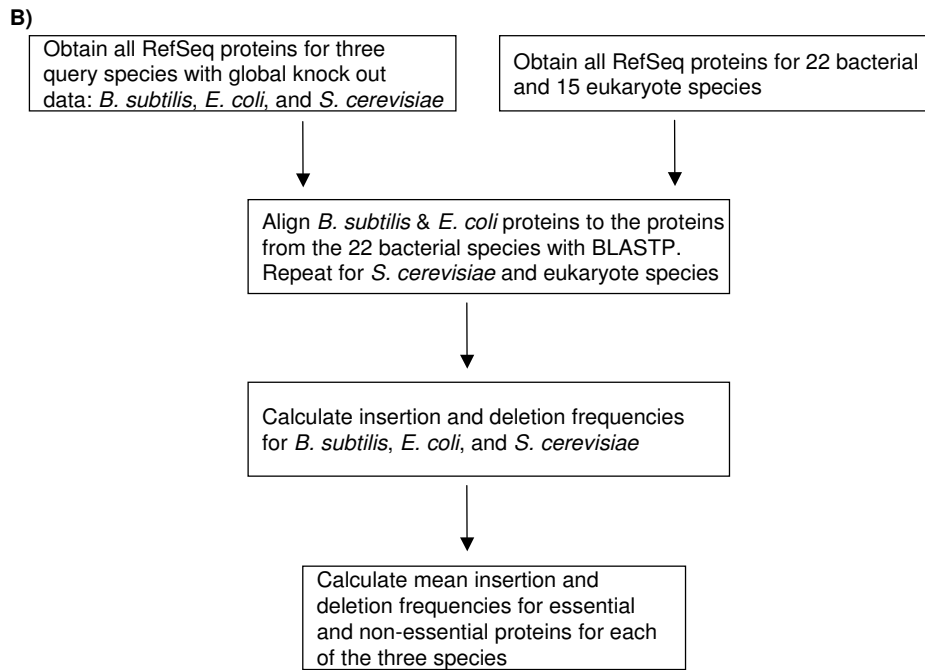 B)
Obtain all RefSeq proteins for three
query species with global knock out
data: B. subtilis, E. coli, and S. cerevisiae
Obtain all RefSeq proteins for 22 bacterial
and 15 eukaryote species
Align B. subtilis & E. coli proteins to the proteins
from the 22 bacterial species with BLASTP.
Repeat for S. cerevisiae and eukaryote species
Calculate insertion and deletion frequencies
for B. subtilis, E. coli, and S. cerevisiae
Calculate mean insertion and
deletion frequencies for essential
and non-essential proteins for each
of the three species